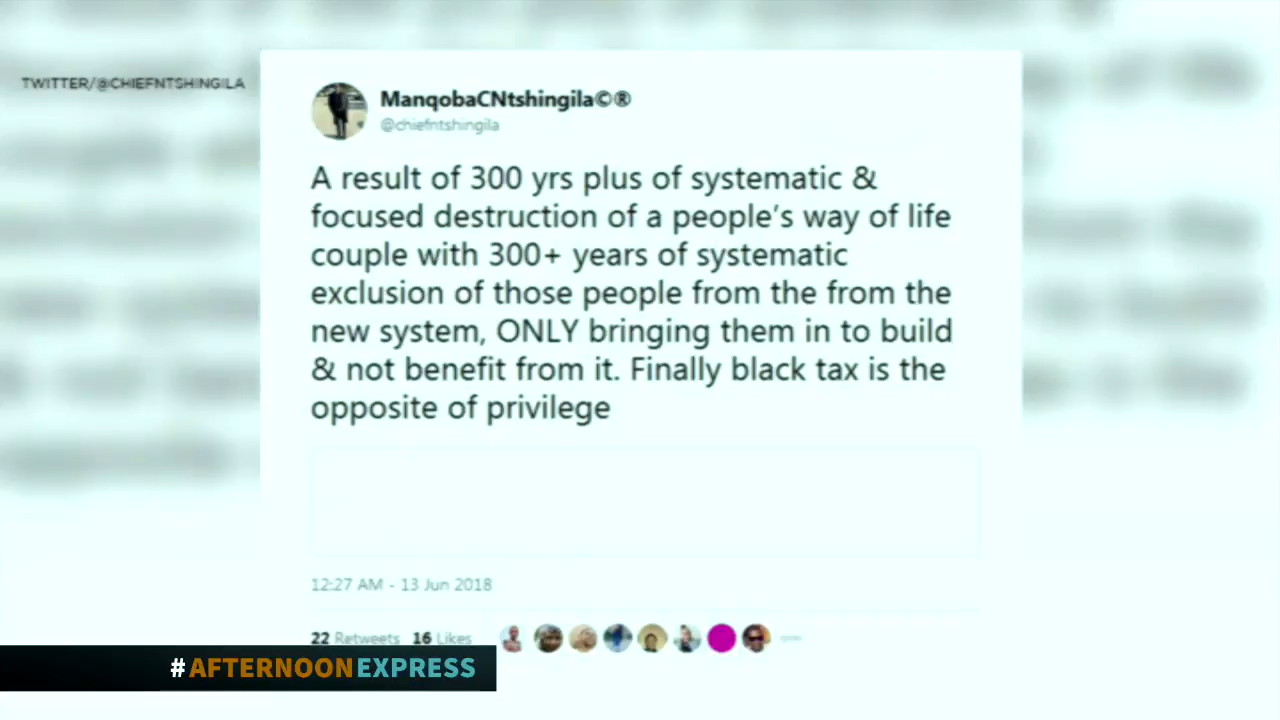 TWITTER/@CHIEFNTSHINGILA
ManqobaCNtshingila©®
@chiefntshingila
A result of 300 yrs plus of systematic &
focused destruction of a people's way of life
couple with 300+ years of systematic
exclusion of those people from the from the
new system, ONLY bringing them in to build
& not benefit from it. Finally black tax is the
opposite of privilege
12:27 AM - 13 Jun 2018
22 Retweets 16 Likes
#AFTERNOONEXPRESS